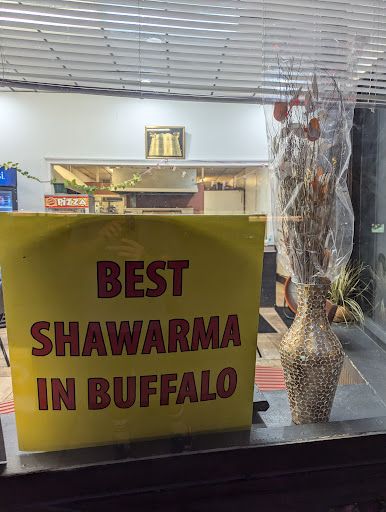 PIZZA
BEST
SHAWARMA
IN BUFFALO